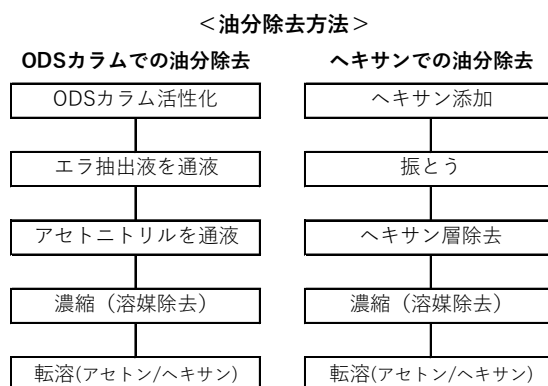 ＜油分除去方法＞
ODSカラムでの油分除去
ODSカラム活性化
エラ抽出液を通液
アセトニトリルを通液
濃縮（溶媒除去）
転溶(アセトン/ヘキサン)
ヘキサンでの油分除去
ヘキサン添加
振とう
ヘキサン層除去
濃縮（溶媒除去）
転溶(アセトン/ヘキサン)